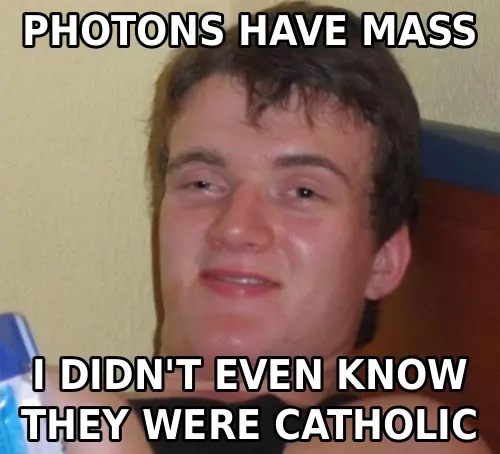 PHOTONS HAVE MASS
I DIDN'T EVEN KNOW
THEY WERE CATHOLIC